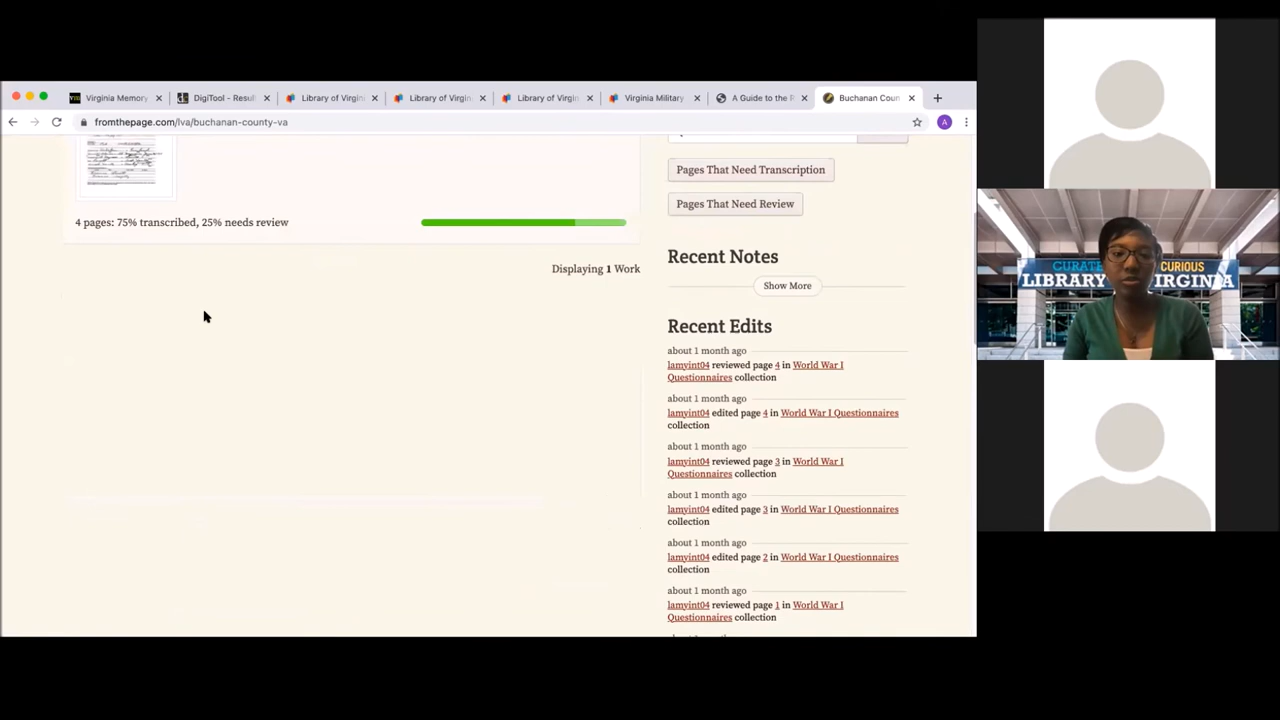 Virginia Memory
DigiTool - Resul
Library of Virgin
Library of Virgin
Library of Virgin
Virginia Military
A Guide to the R
Buchanan Coun
fromthepage.com/lva/buchanan-county-va
A
Pages That Need Transcription
Pages That Need Review
4 pages: 75% transcribed, 25% needs review
Displaying 1 Work
Recent Notes
Show More
Recent Edits
about 1 month ago
lamyint04 reviewed page 4 in World War I
Questionnaires collection
about 1 month ago
lamyint04 edited page 4 in World War I Questionnaires
collection
about 1 month ago
lamyint04 reviewed page 3 in World War I
Questionnaires collection
about 1 month ago
lamyint04 edited page 3 in World War I Questionnaires
collection
about 1 month ago
lamyint04 edited page 2 in World War I Questionnaires
collection
about 1 month ago
lamyint04 reviewed page 1 in World War I
Questionnaires collection
CURATE CURIOUS
LIBRARY VIRGINIA